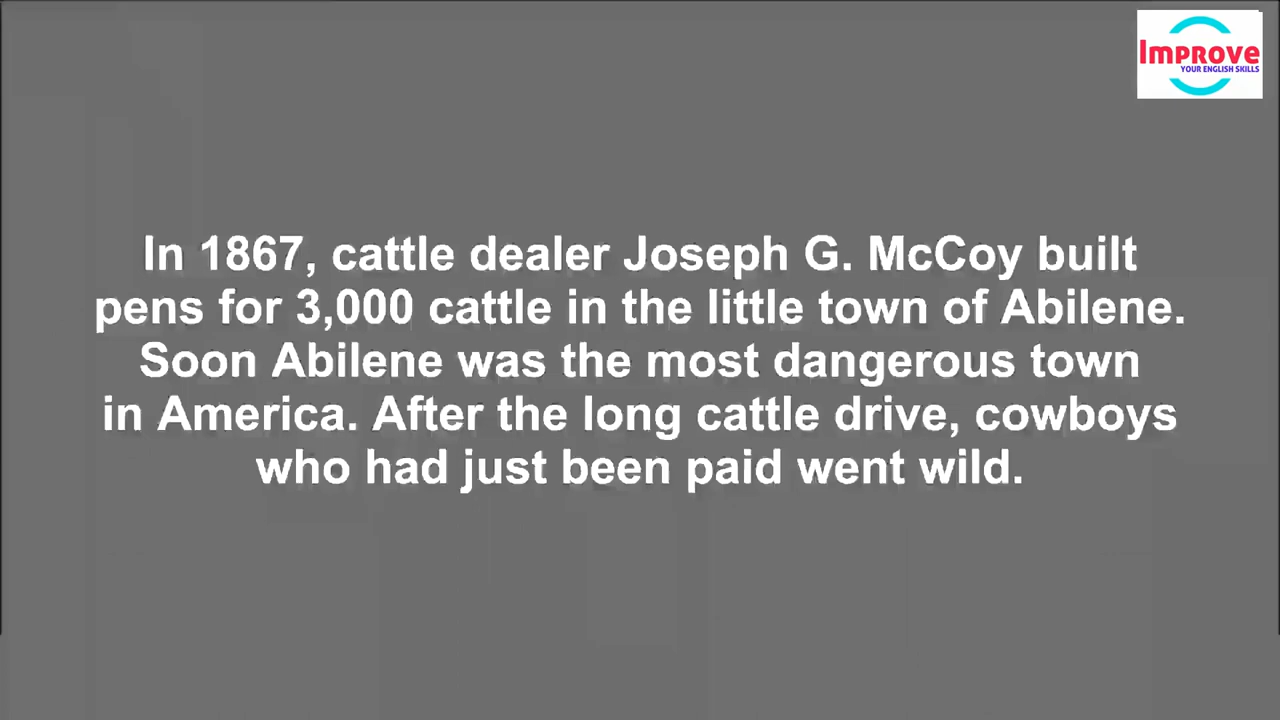 IMPROVE
YOUR ENGLISH SKILLS
In 1867, cattle dealer Joseph G. McCoy built
pens for 3,000 cattle in the little town of Abilene.
Soon Abilene was the most dangerous town
in America. After the long cattle drive, cowboys
who had just been paid went wild.